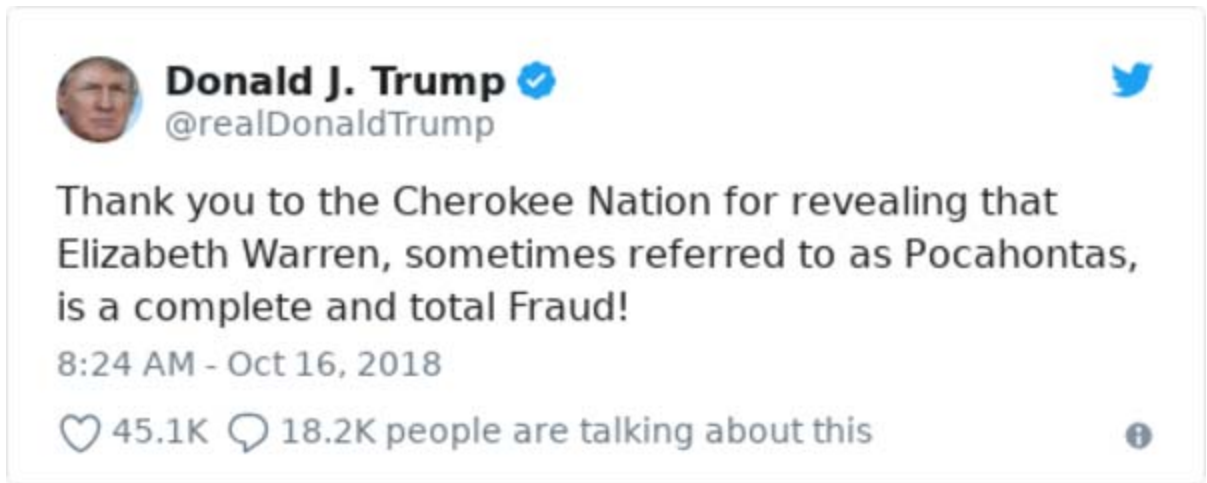 Donald J. Trump
@realDonaldTrump
Thank you to the Cherokee Nation for revealing that
Elizabeth Warren, sometimes referred to as Pocahontas,
is a complete and total Fraud!
8:24 AM - Oct 16, 2018
45.1K 18.2K people are talking about this